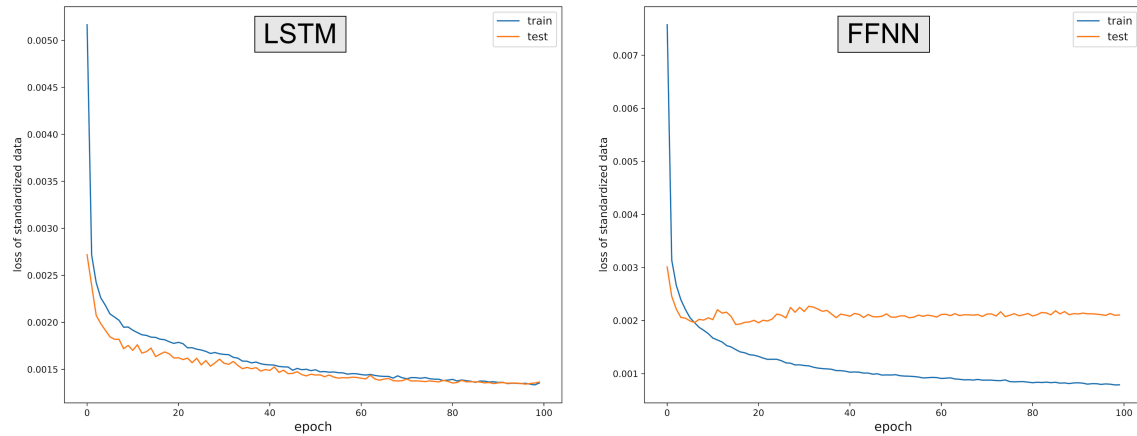 LSTM
train
test
0.0050
0.0045
0.0040
0.0035
0.0030
0.0025
0.0020
0.0015
loss of standardized data
0 20 40 60 80 100
epoch
FFNN
train
test
0.007
0.006
0.005
0.004
0.003
0.002
0.001
loss of standardized data
0 20 40 60 80 100
epoch